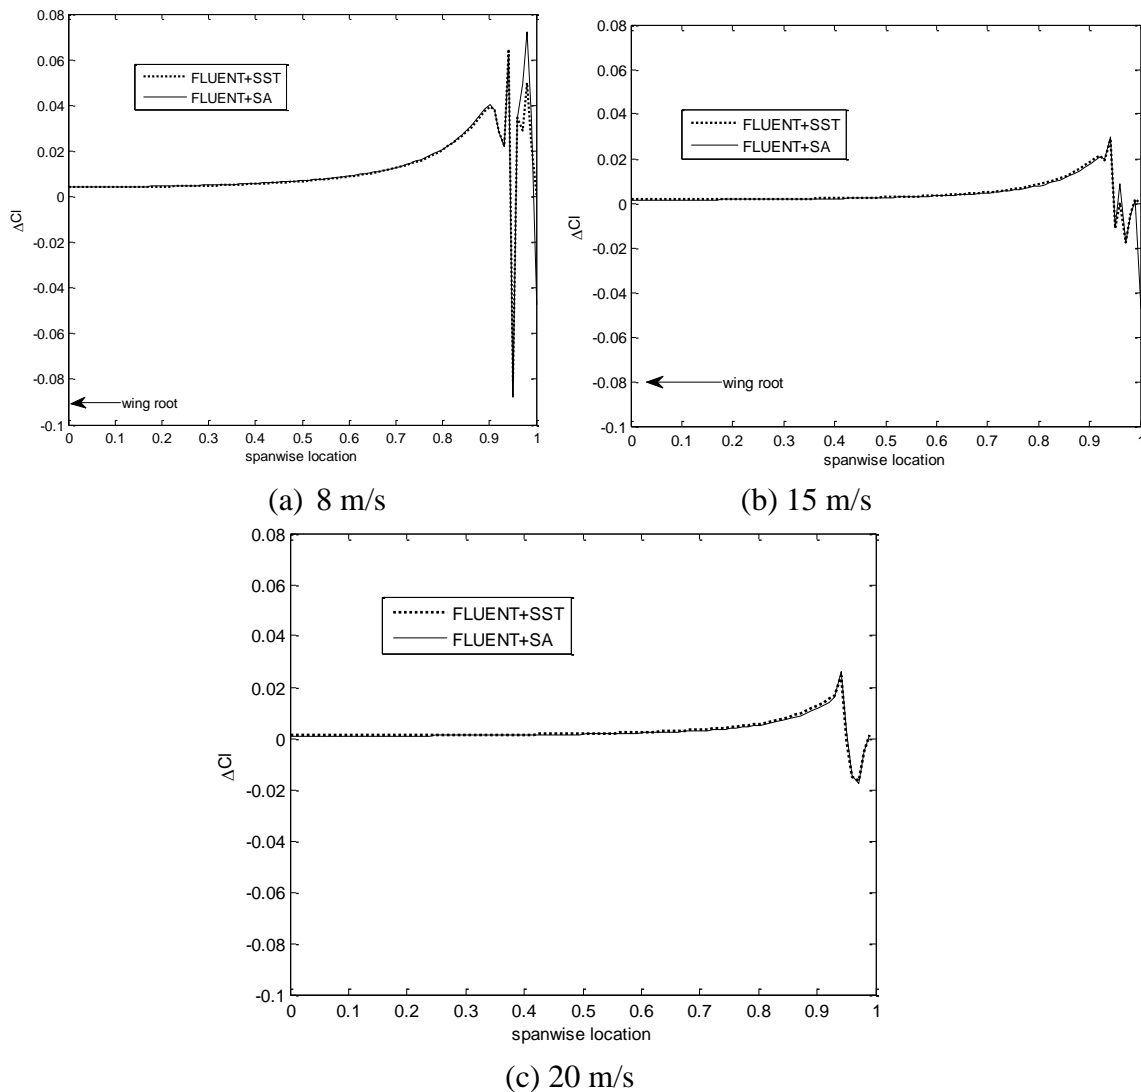 0.08
0.06
0.04
0.02
0
-0.02
-0.04
-0.06
-0.08
-0.1
ΔCl
FLUENT+SST
FLUENT+SA
wing root
0 0.1 0.2 0.3 0.4 0.5 0.6 0.7 0.8 0.9 1
spanwise location
(a) 8 m/s
0.08
0.06
0.04
0.02
0
-0.02
-0.04
-0.06
-0.08
-0.1
ΔCl
FLUENT+SST
FLUENT+SA
wing root
0 0.1 0.2 0.3 0.4 0.5 0.6 0.7 0.8 0.9 1
spanwise location
(b) 15 m/s
0.08
0.06
0.04
0.02
0
-0.02
-0.04
-0.06
-0.08
-0.1
ΔCl
FLUENT+SST
FLUENT+SA
0 0.1 0.2 0.3 0.4 0.5 0.6 0.7 0.8 0.9 1
spanwise location
(c) 20 m/s